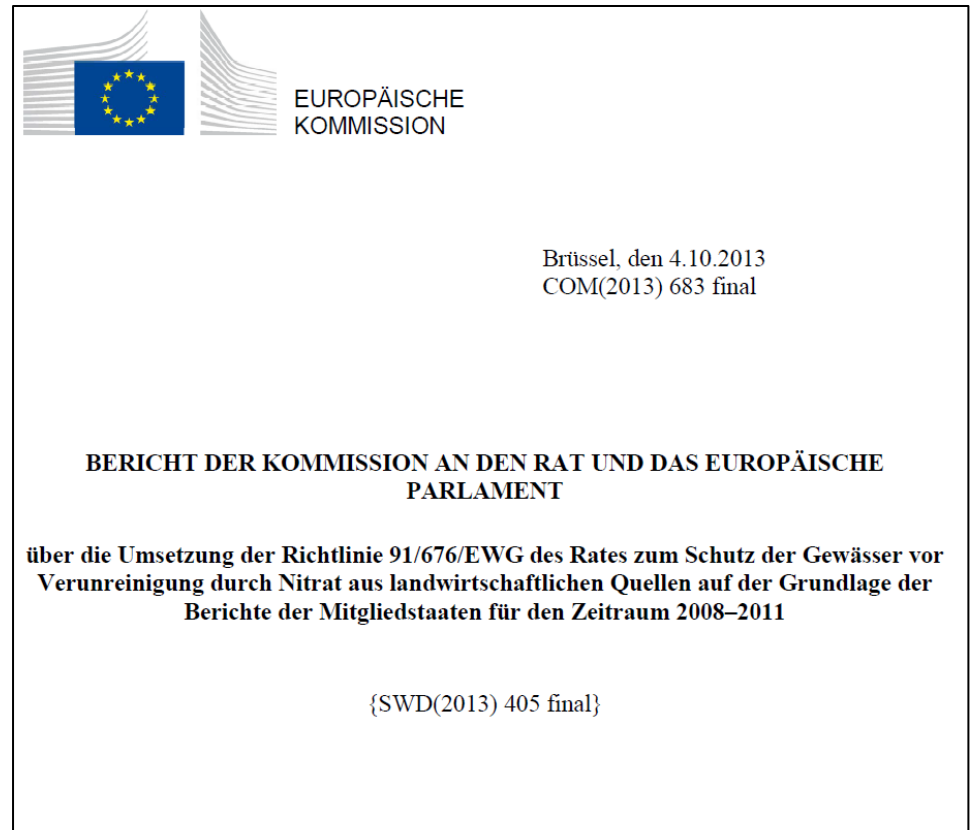 EUROPÄISCHE
KOMMISSION
Brüssel, den 4.10.2013
COM(2013) 683 final
BERICHT DER KOMMISSION AN DEN RAT UND DAS EUROPÄISCHE
PARLAMENT
über die Umsetzung der Richtlinie 91/676/EWG des Rates zum Schutz der Gewässer vor
Verunreinigung durch Nitrat aus landwirtschaftlichen Quellen auf der Grundlage der
Berichte der Mitgliedstaaten für den Zeitraum 2008–2011
{SWD(2013) 405 final}